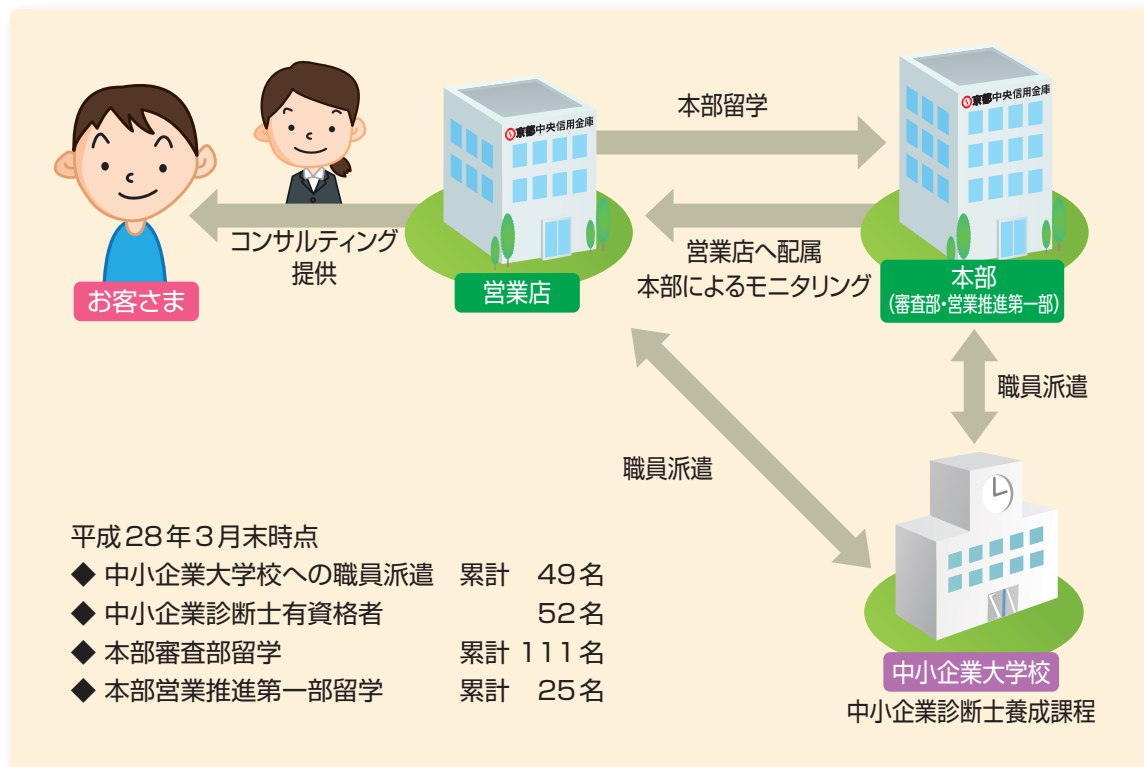 京都中央信用金庫
京都中央信用金庫
本部留学
コンサルティング
提供
営業店へ配属
本部によるモニタリング
お客さま
営業店
本部
(審査部・営業推進第一部)
職員派遣
職員派遣
平成28年3月末時点
◆ 中小企業大学校への職員派遣　累計　49名
◆ 中小企業診断士有資格者　52名
◆ 本部審査部留学　累計　111名
◆ 本部営業推進第一部留学　累計　25名
中小企業大学校
中小企業診断士養成課程